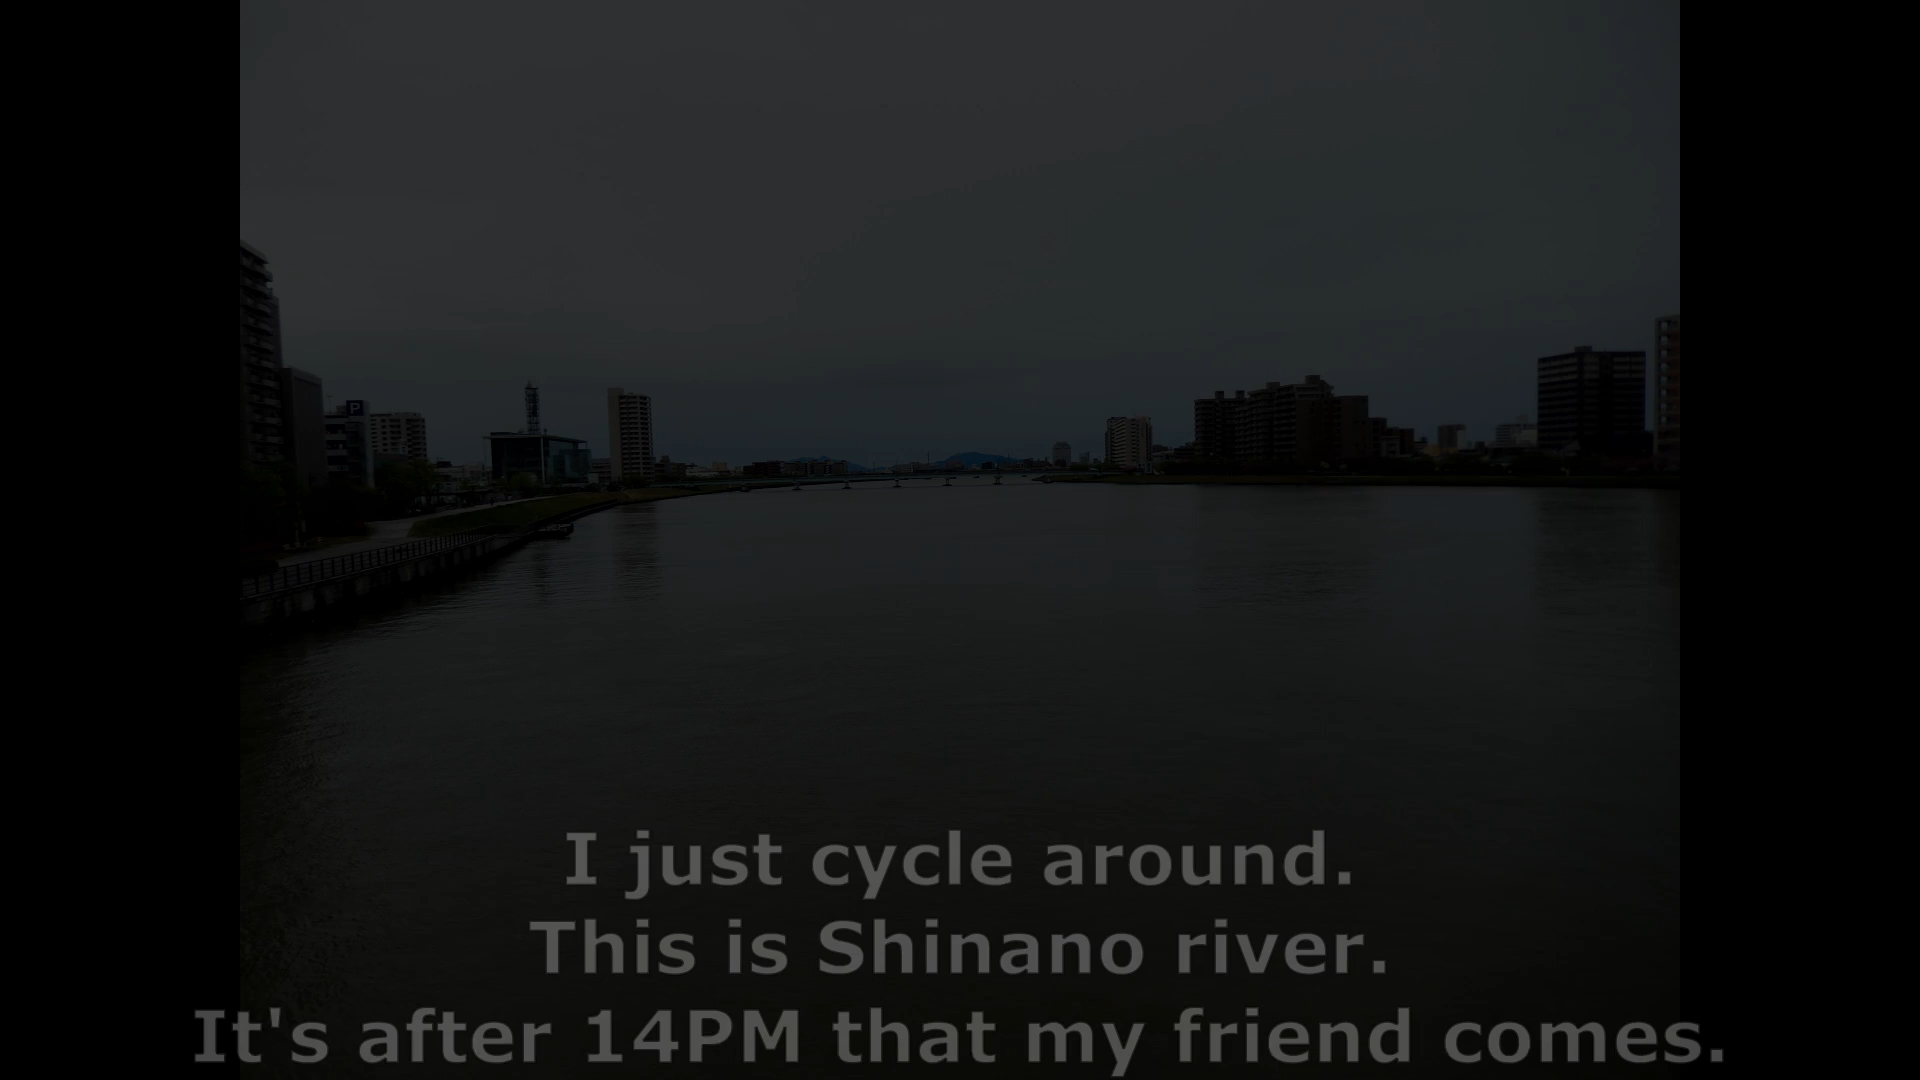 P
I just cycle around.
This is Shinano river.
It's after 14PM that my friend comes.